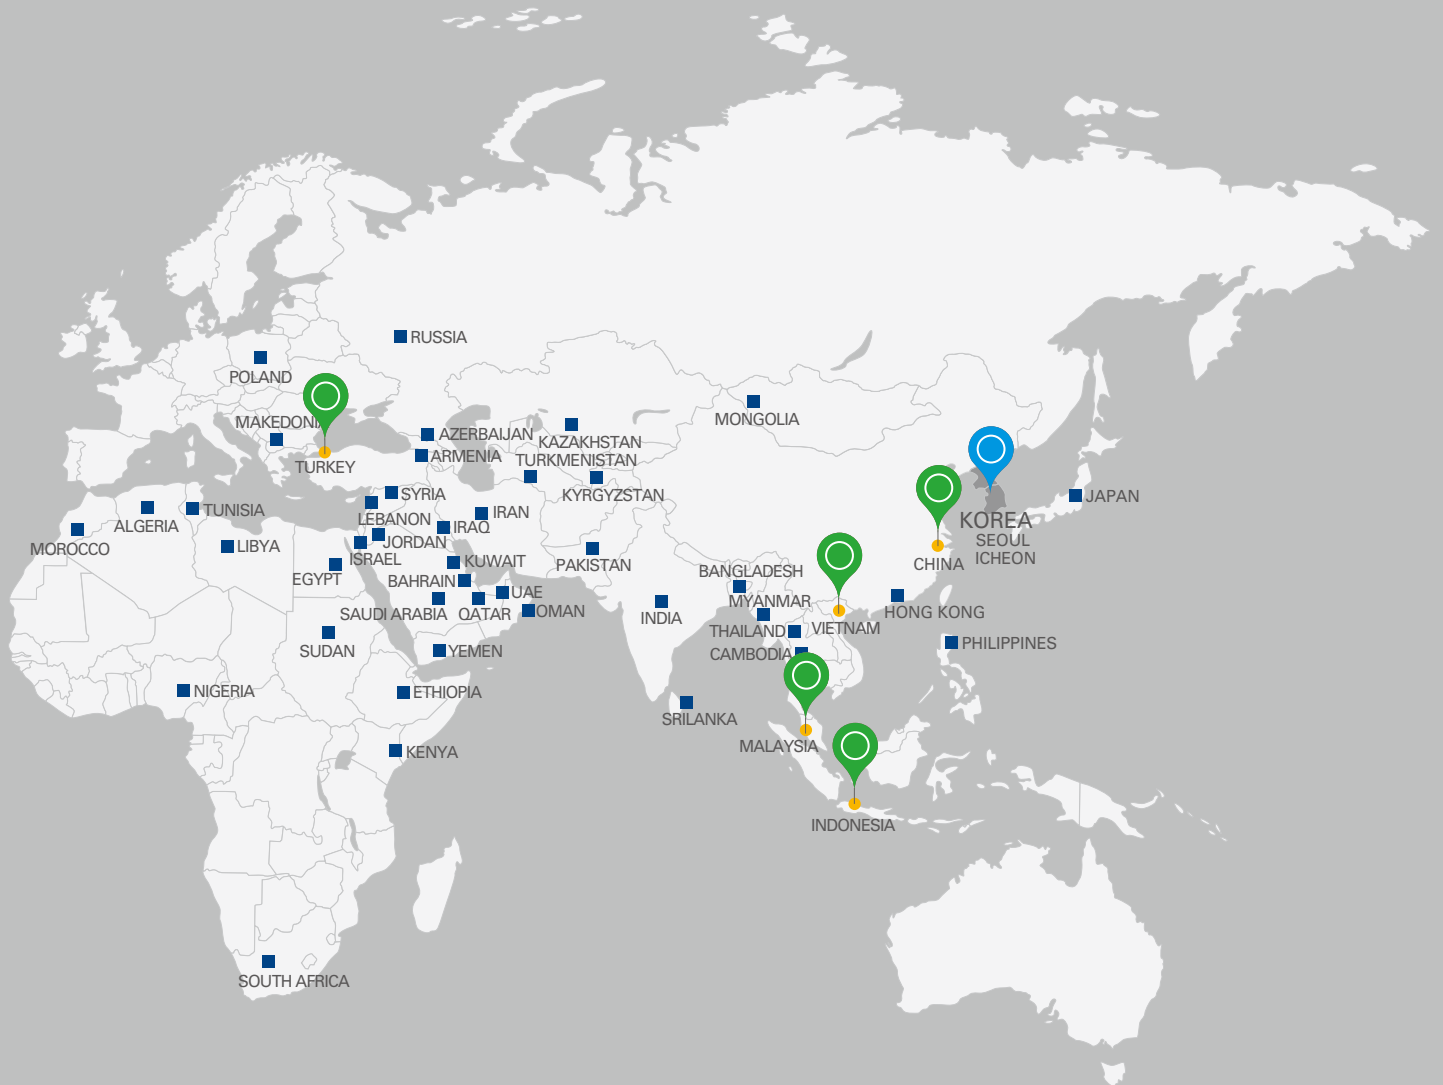 RUSSIA
POLAND
MONGOLIA
MAKEDONI
AZERBAIJAN
KAZAKHSTAN
ARMENIA
TURKMENISTAN
TURKEY
SYRIA
KYRGYZSTAN
JAPAN
TUNISIA
IRAN
ALGERIA
LEBANON
IRAQ
KOREA
SEOUL
ICHEON
MOROCCO
LIBYA
JORDAN
ISRAEL
KUWAIT
PAKISTAN
CHINA
EGYPT
BAHRAIN
BANGLADESH
UAE
MYANMAR
SAUDI ARABIA
QATAR
OMAN
INDIA
HONG KONG
THAILAND
VIETNAM
PHILIPPINES
SUDAN
YEMEN
CAMBODIA
NIGERIA
ETHIOPIA
SRILANKA
KENYA
MALAYSIA
INDONESIA
SOUTH AFRICA